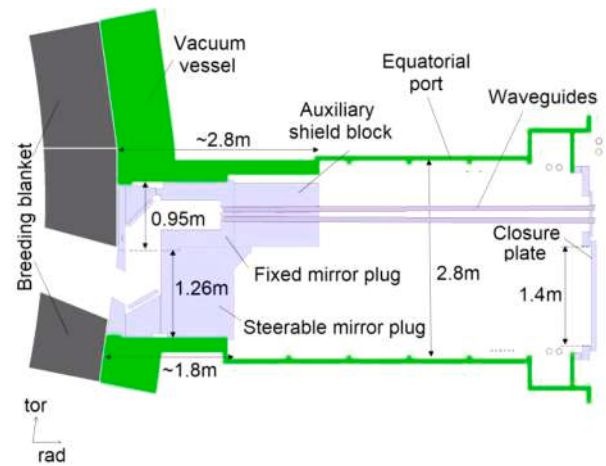 Vacuum
vessel
Equatorial
port
Waveguides
Auxiliary
shield block
~2.8m
Breeding blanket
0.95m
Closure
plate
Fixed mirror plug
2.8m
1.26m
1.4m
Steerable mirror plug
~1.8m
tor
rad